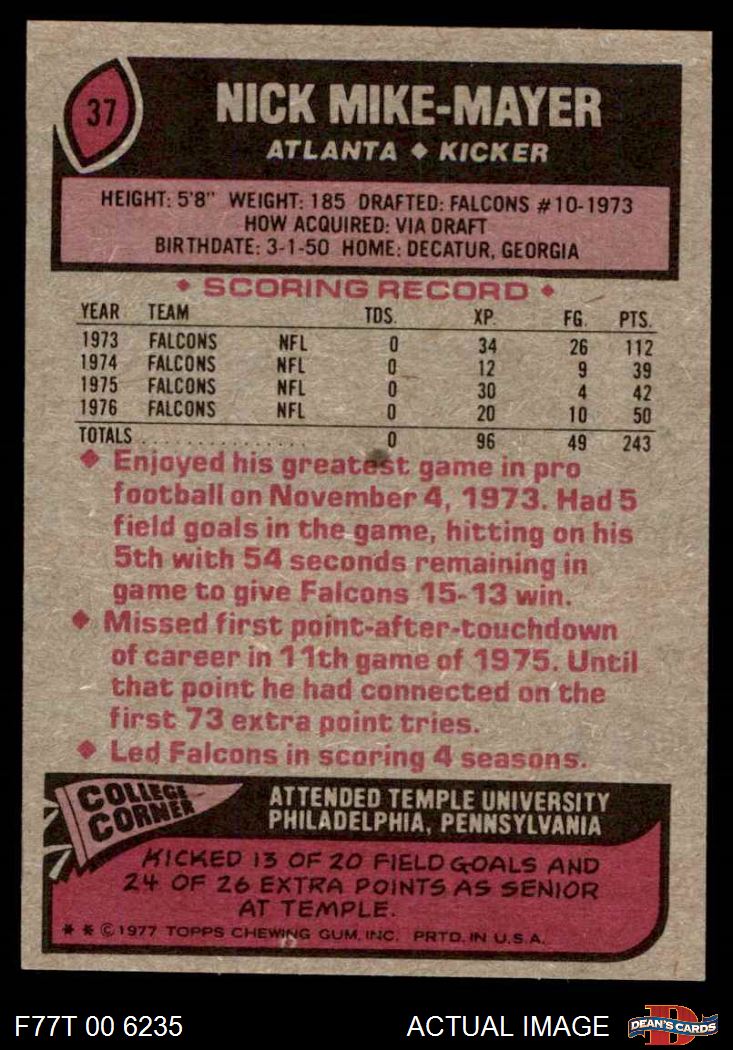 37
NICK MIKE-MAYER
ATLANTA ◆ KICKER
HEIGHT: 5'8" WEIGHT: 185 DRAFTED: FALCONS #10-1973
HOW ACQUIRED: VIA DRAFT
BIRTHDATE: 3-1-50 HOME: DECATUR, GEORGIA
◆ SCORING RECORD ◆
YEAR TEAM TDS. XP. FG. PTS.
1973 FALCONS NFL 0 34 26 112
1974 FALCONS NFL 0 12 9 39
1975 FALCONS NFL 0 30 4 42
1976 FALCONS NFL 0 20 10 50
TOTALS . . . . . . . . . . . . . . . 0 96 49 243
◆ Enjoyed his greatest game in pro
football on November 4, 1973. Had 5
field goals in the game, hitting on his
5th with 54 seconds remaining in
game to give Falcons 15-13 win.
◆ Missed first point-after-touchdown
of career in 11th game of 1975. Until
that point he had connected on the
first 73 extra point tries.
◆ Led Falcons in scoring 4 seasons.
COLLEGE
CORNER
ATTENDED TEMPLE UNIVERSITY
PHILADELPHIA, PENNSYLVANIA
KICKED 13 OF 20 FIELD GOALS AND
24 OF 26 EXTRA POINTS AS SENIOR
AT TEMPLE.
* * © 1977 TOPPS CHEWING GUM, INC. PRTD. IN U.S.A.
F77T 00 6235 ACTUAL IMAGE DEAN'S CARDS